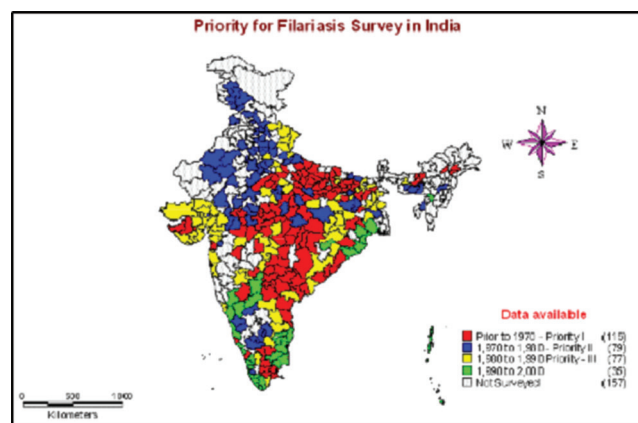 Priority for Filariasis Survey in India
N
W E
S
Data available
Prior to 1970 - Priority I (115)
1,970 to 1,980 - Priority II (79)
1,980 to 1,990 Priority - III (77)
1,990 to 2,000 (35)
Not Surveyed (157)
0 500 1000
Kilometers